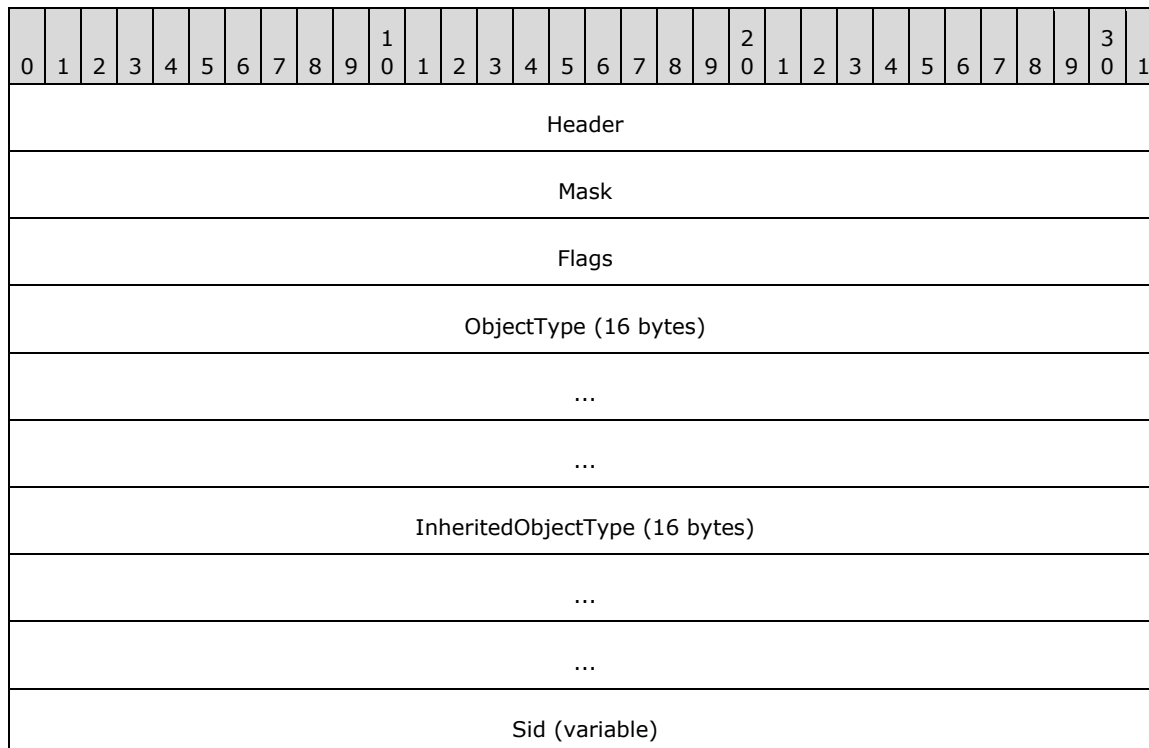 1 2 3
0 1 2 3 4 5 6 7 8 9 0 1 2 3 4 5 6 7 8 9 0 1 2 3 4 5 6 7 8 9 0 1
Header
Mask
Flags
ObjectType (16 bytes)
...
...
InheritedObjectType (16 bytes)
...
...
Sid (variable)